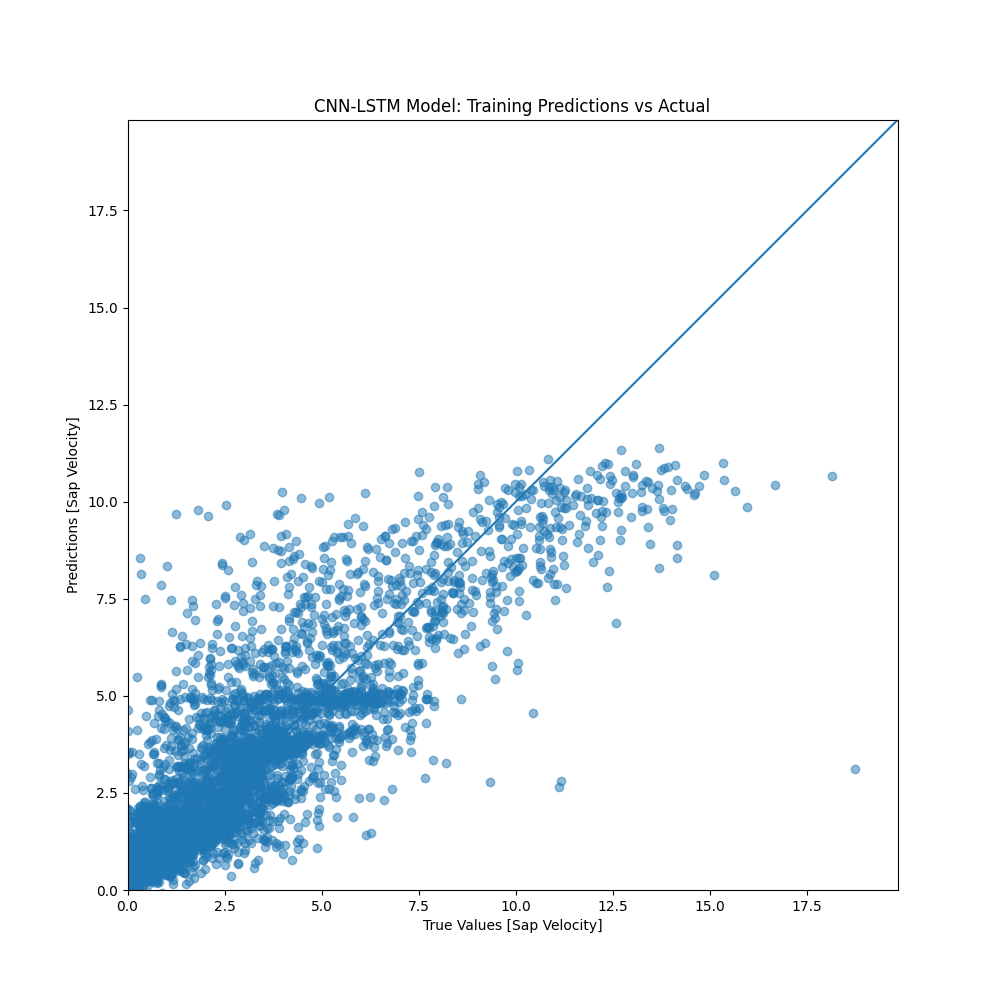 CNN-LSTM Model: Training Predictions vs Actual
Predictions [Sap Velocity]
17.5
15.0
12.5
10.0
7.5
5.0
2.5
0.0
0.0 2.5 5.0 7.5 10.0 12.5 15.0 17.5
True Values [Sap Velocity]